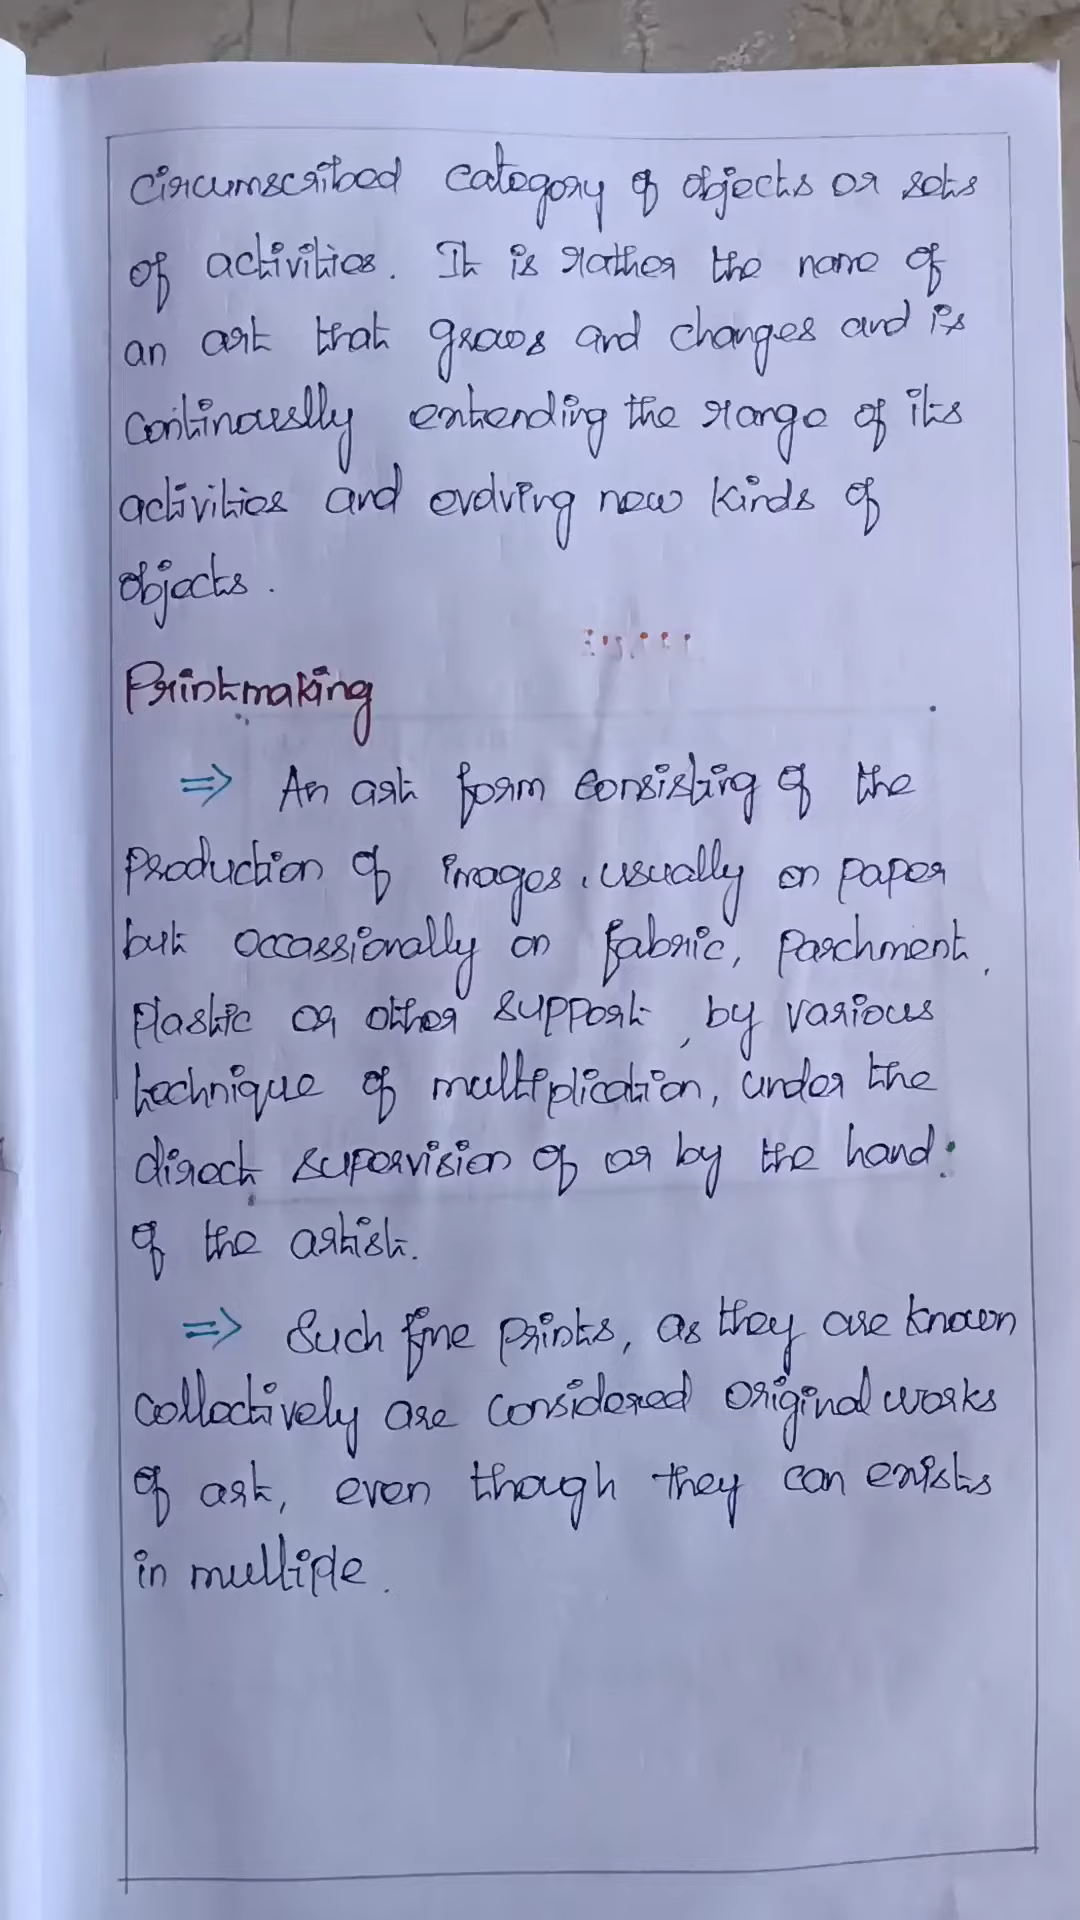 circumscribed category of objects or sets
of activities. It is rather the name of
an art that grows and changes and is
continously extending the range of its
activities and evolving new kinds of
objects.
Printmaking
=> An art form consisting of the
production of images, usually on paper
but occassionally on fabric, parchment,
plastic or other support, by various
technique of multiplication, under the
direct supervision of or by the hand
of the artist.
=> Such fine prints, as they are known
collectively are considered original works
of art, even though they can exists
in multiple.